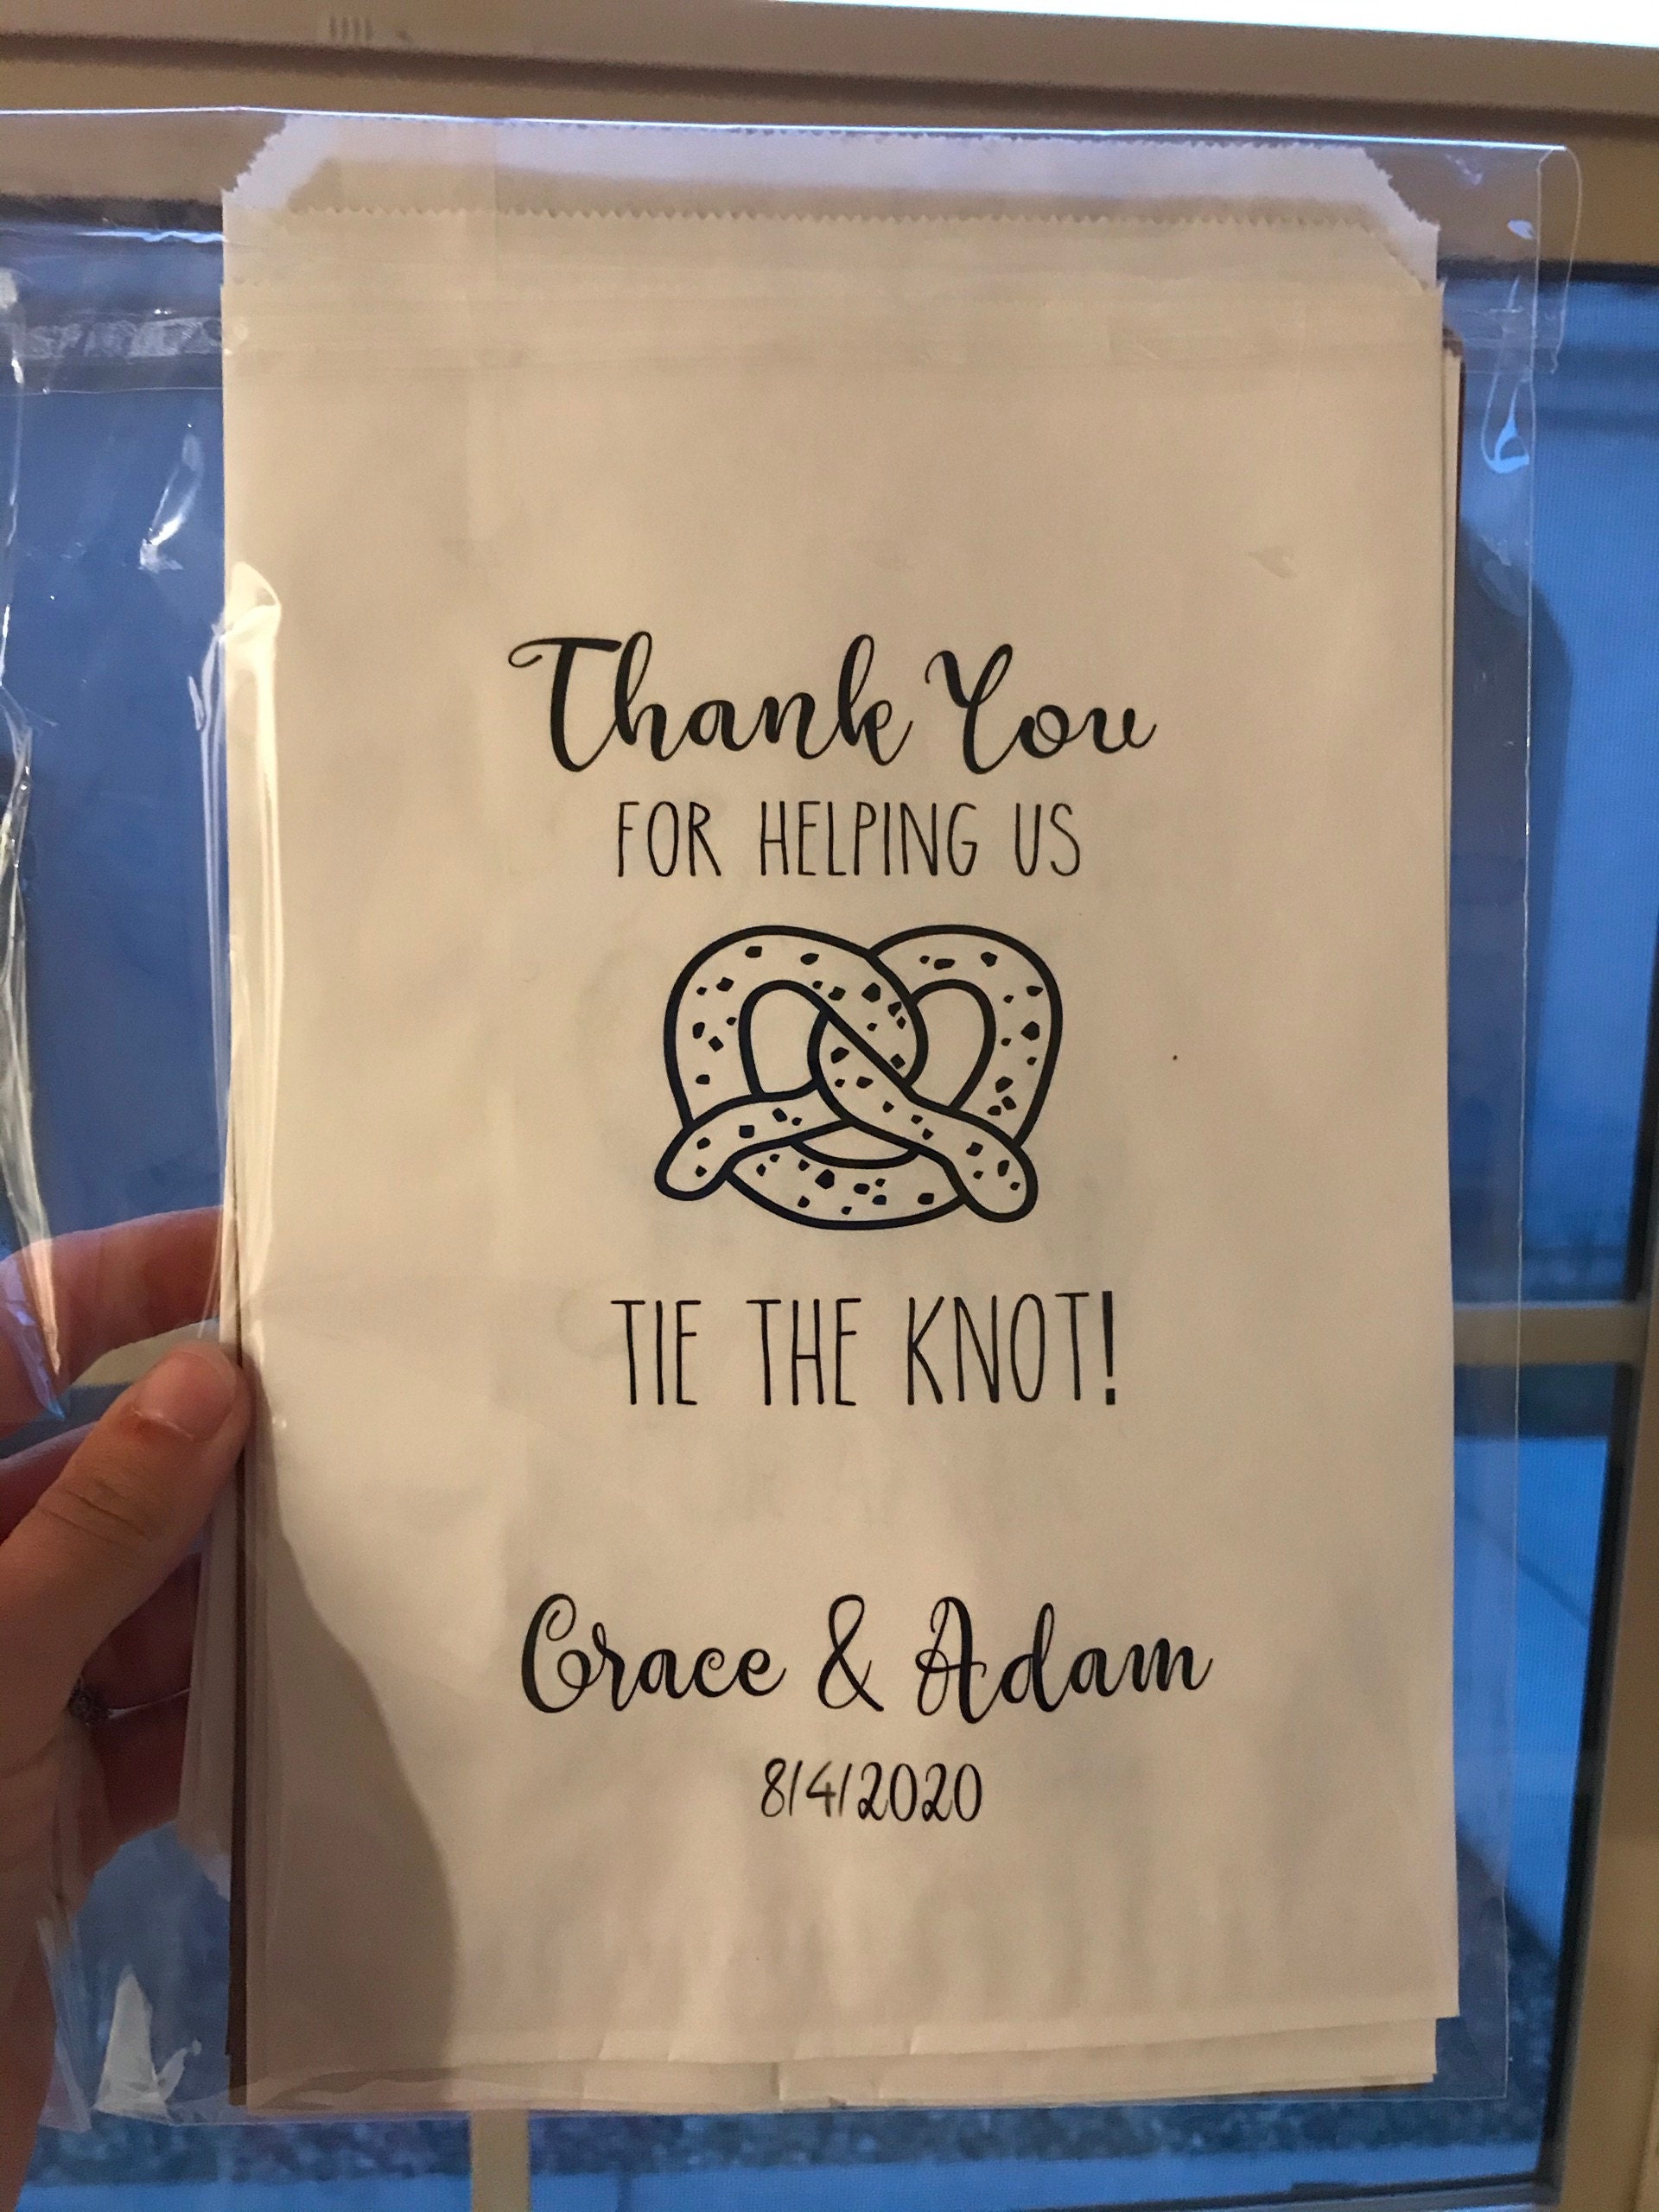 Thank You
FOR HELPING US
TIE THE KNOT!
Grace & Adam
8/4/2020